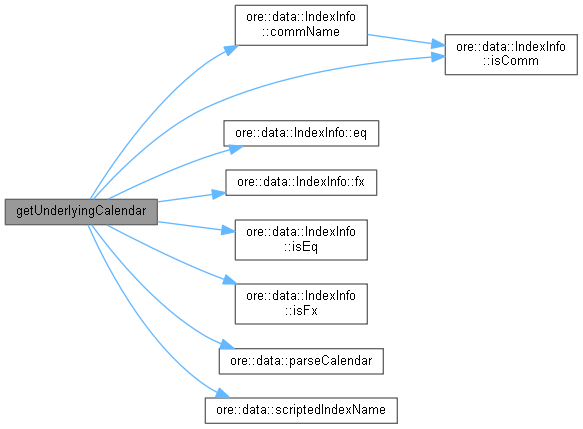 ore::data::IndexInfo
::commName
ore::data::IndexInfo
::isComm
ore::data::IndexInfo::eq
ore::data::IndexInfo::fx
getUnderlyingCalendar
ore::data::IndexInfo
::isEq
ore::data::IndexInfo
::isFx
ore::data::parseCalendar
ore::data::scriptedIndexName